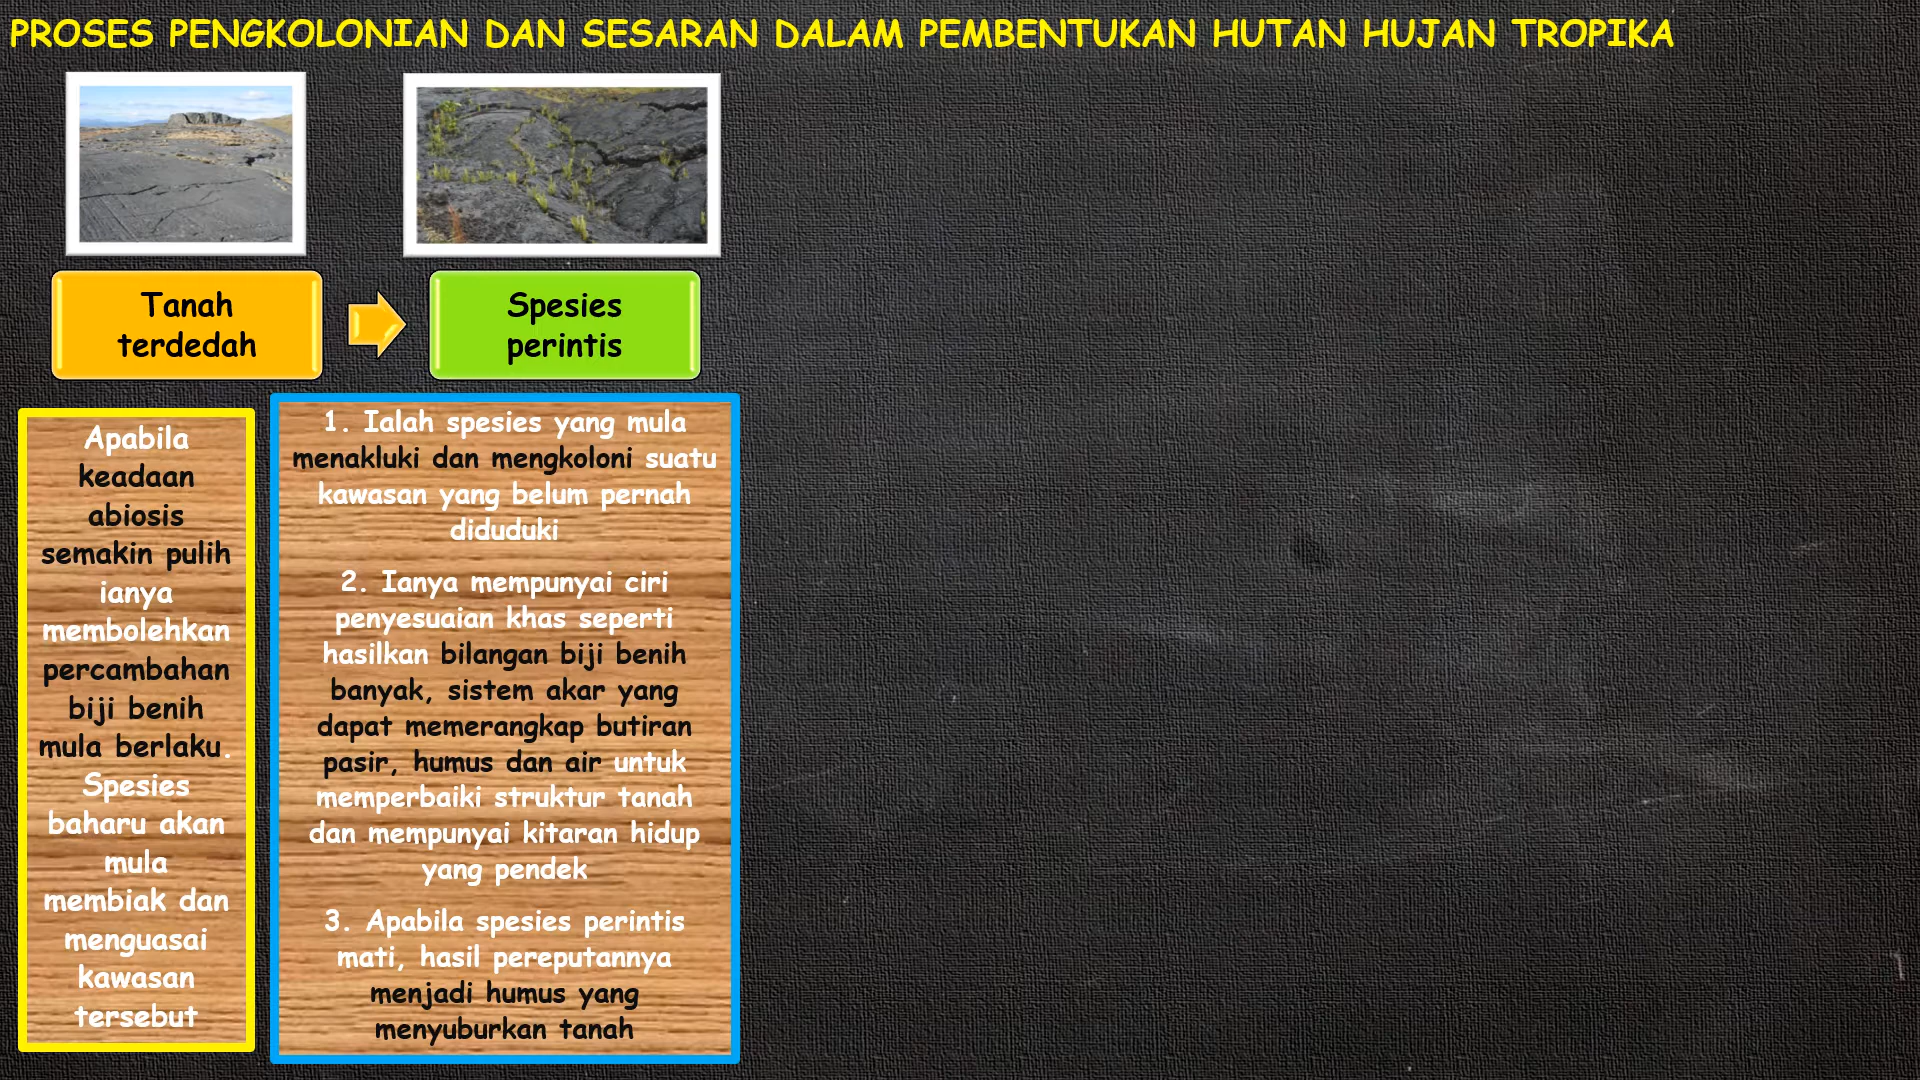 PROSES PENGKOLONIAN DAN SESARAN DALAM PEMBENTUKAN HUTAN HUJAN TROPIKA
Tanah
terdedah
Spesies
perintis
Apabila
keadaan
abiosis
semakin pulih
ianya
membolehkan
percambahan
biji benih
mula berlaku.
Spesies
baharu akan
mula
membiak dan
menguasai
kawasan
tersebut
1. Ialah spesies yang mula
menakluki dan mengkoloni suatu
kawasan yang belum pernah
diduduki
2. Ianya mempunyai ciri
penyesuaian khas seperti
hasilkan bilangan biji benih
banyak, sistem akar yang
dapat memerangkap butiran
pasir, humus dan air untuk
memperbaiki struktur tanah
dan mempunyai kitaran hidup
yang pendek
3. Apabila spesies perintis
mati, hasil pereputannya
menjadi humus yang
menyuburkan tanah